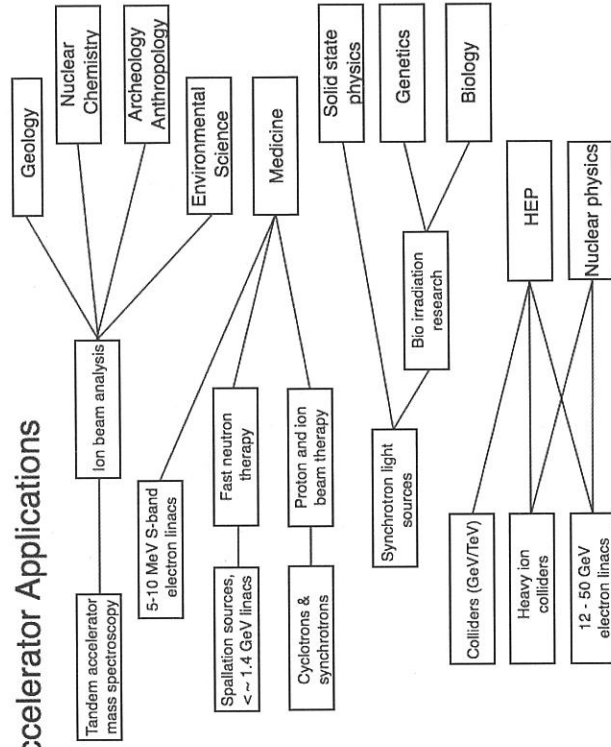 ccelerator Applications
Tandem accelerator
mass spectroscopy
Ion beam analysis
Geology
Nuclear
Chemistry
Archeology
Anthropology
Environmental
Science
5-10 MeV S-band
electron linacs
Medicine
Spallation sources,
< ~ 1.4 GeV linacs
Fast neutron
therapy
Cyclotrons &
synchrotrons
Proton and ion
beam therapy
Synchrotron light
sources
Bio irradiation
research
Solid state
physics
Genetics
Biology
Colliders (GeV/TeV)
Heavy ion
colliders
12 - 50 GeV
electron linacs
HEP
Nuclear physics